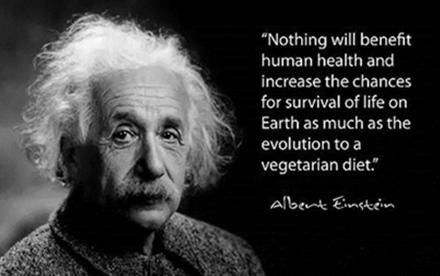 “Nothing will benefit
human health and
increase the chances
for survival of life on
Earth as much as the
evolution to a
vegetarian diet.”
Albert Einstein